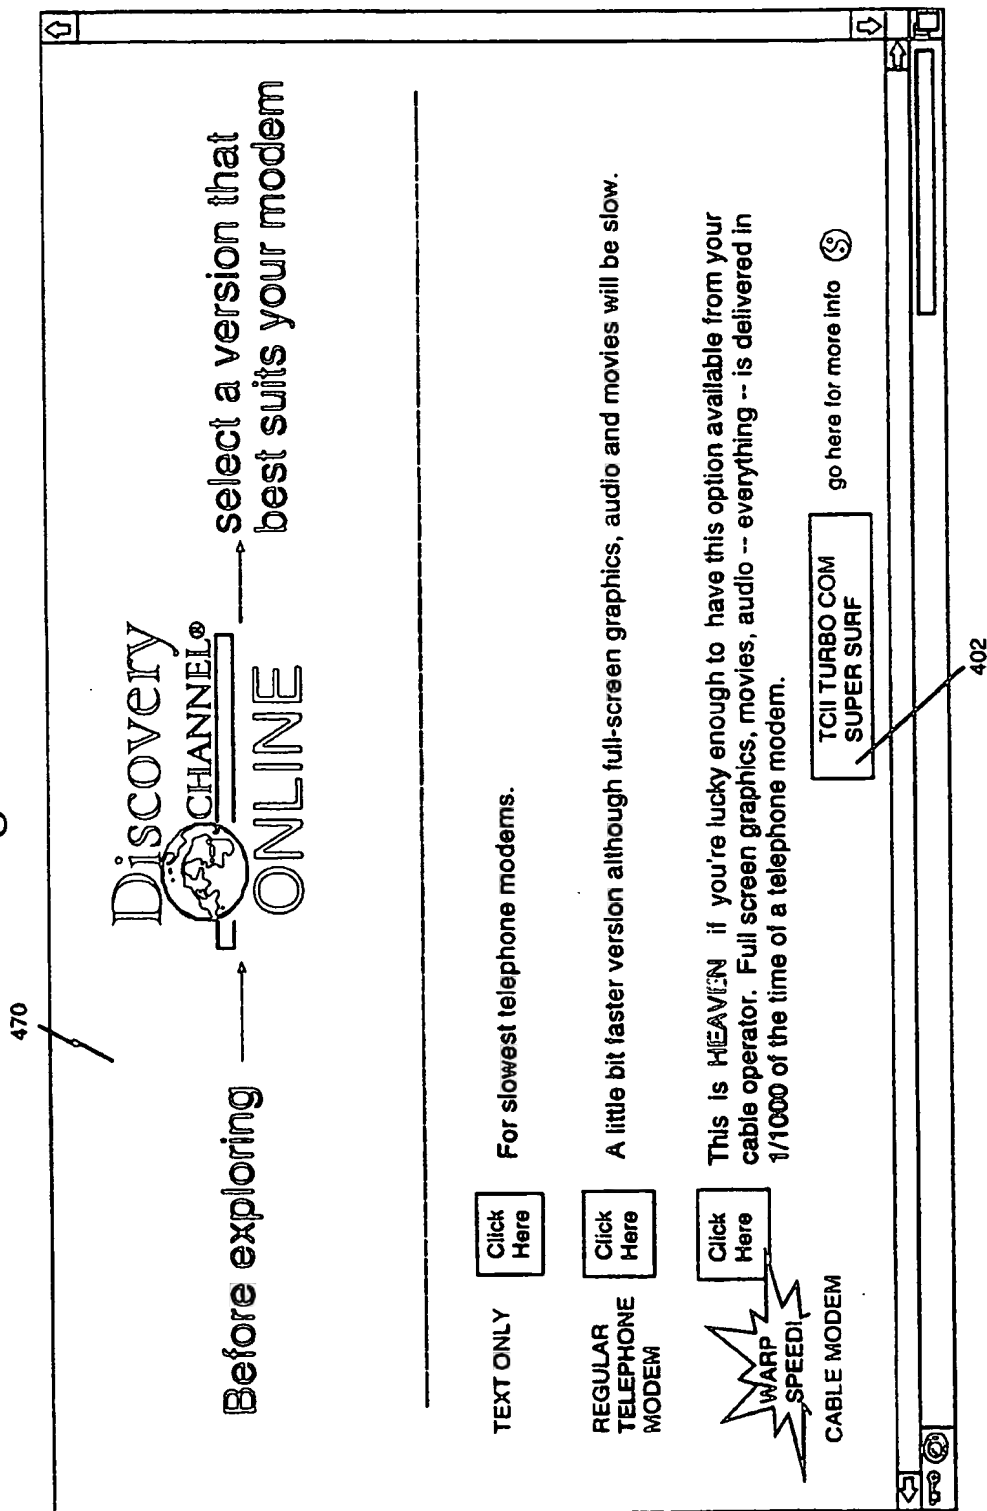 470
Before exploring
Discovery
CHANNEL®
ONLINE
select a version that
best suits your modem
TEXT ONLY
Click
Here
For slowest telephone modems.
REGULAR
TELEPHONE
MODEM
Click
Here
A little bit faster version although full-screen graphics, audio and movies will be slow.
WARP
SPEED!
CABLE MODEM
Click
Here
This is HEAVEN if you're lucky enough to have this option available from your
cable operator. Full screen graphics, movies, audio -- everything -- is delivered in
1/1000 of the time of a telephone modem.
TCII TURBO COM
SUPER SURF
go here for more info
402